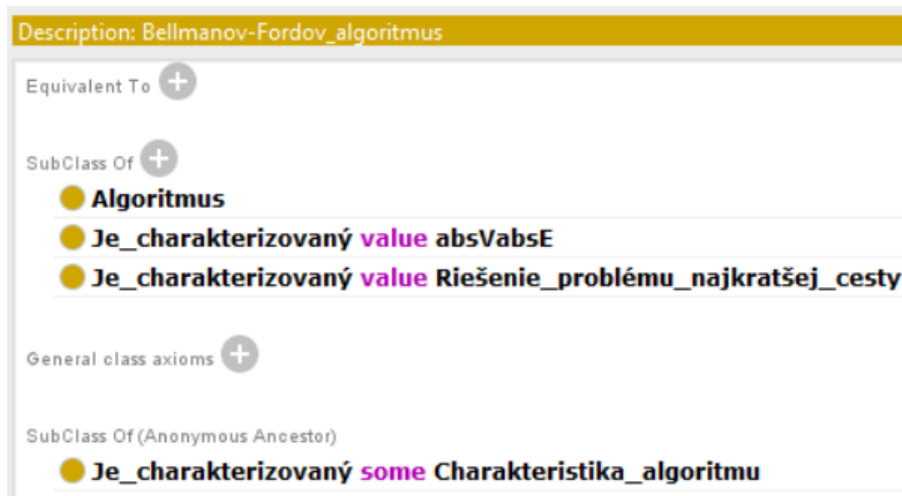 Description: Bellmanov-Fordov_algoritmus
Equivalent To
SubClass Of
Algoritmus
Je_charakterizovaný value absVabsE
Je_charakterizovaný value Riešenie_problému_najkratšej_cesty
General class axioms
SubClass Of (Anonymous Ancestor)
Je_charakterizovaný some Charakteristika_algoritmu